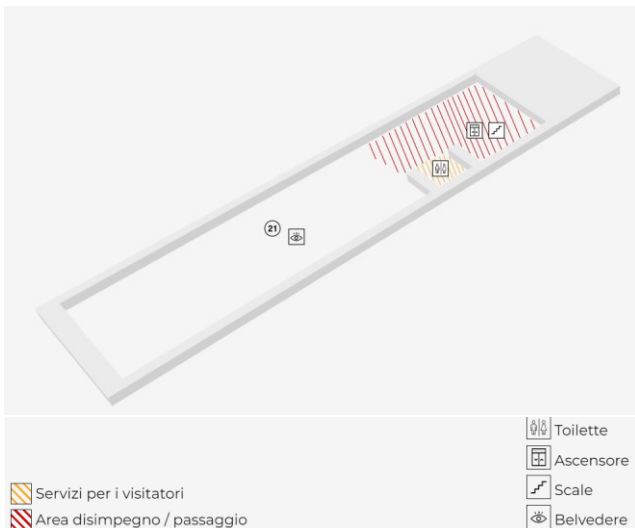 21
Toilette
Ascensore
Servizi per i visitatori
Scale
Area disimpegno / passaggio
Belvedere